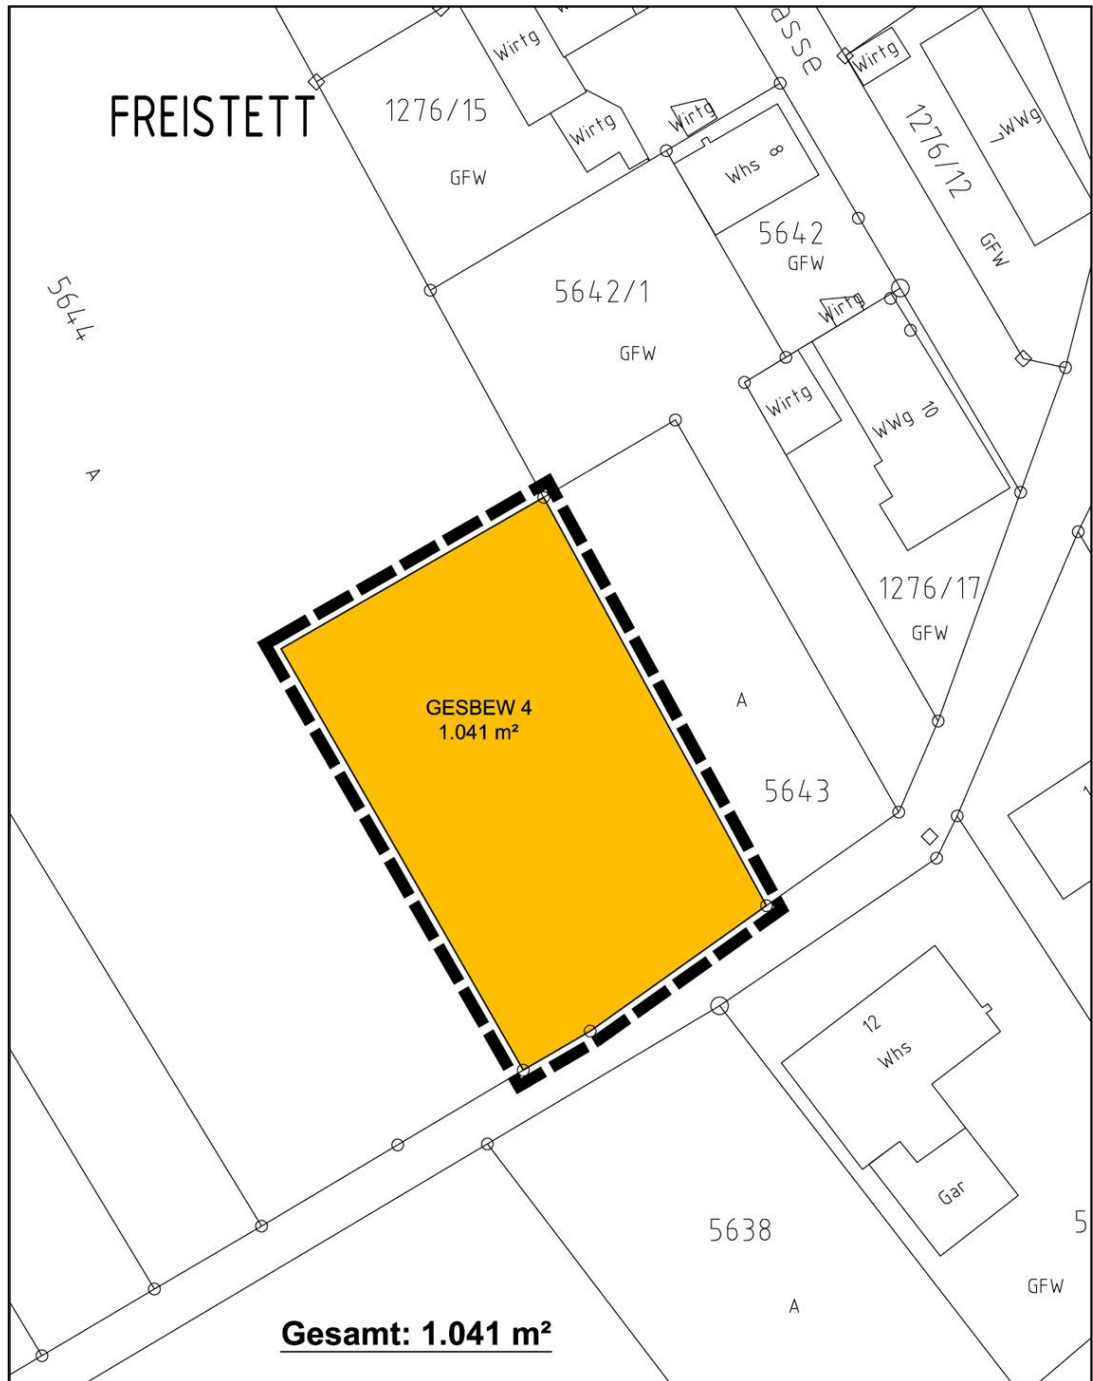 asse
Wirtg
Wirtg
FREISTETT
1276/15
GFW
Wirtg
Wirtg
1276/12
7
WWg
Whs
8
GFW
5642
GFW
5644
5642/1
GFW
Wirtg
Wirtg
WWg
10
A
1276/17
GFW
GESBEW 4
1.041 m²
A
5643
12
Whs
Gar
5638
A
5
GFW
Gesamt: 1.041 m²